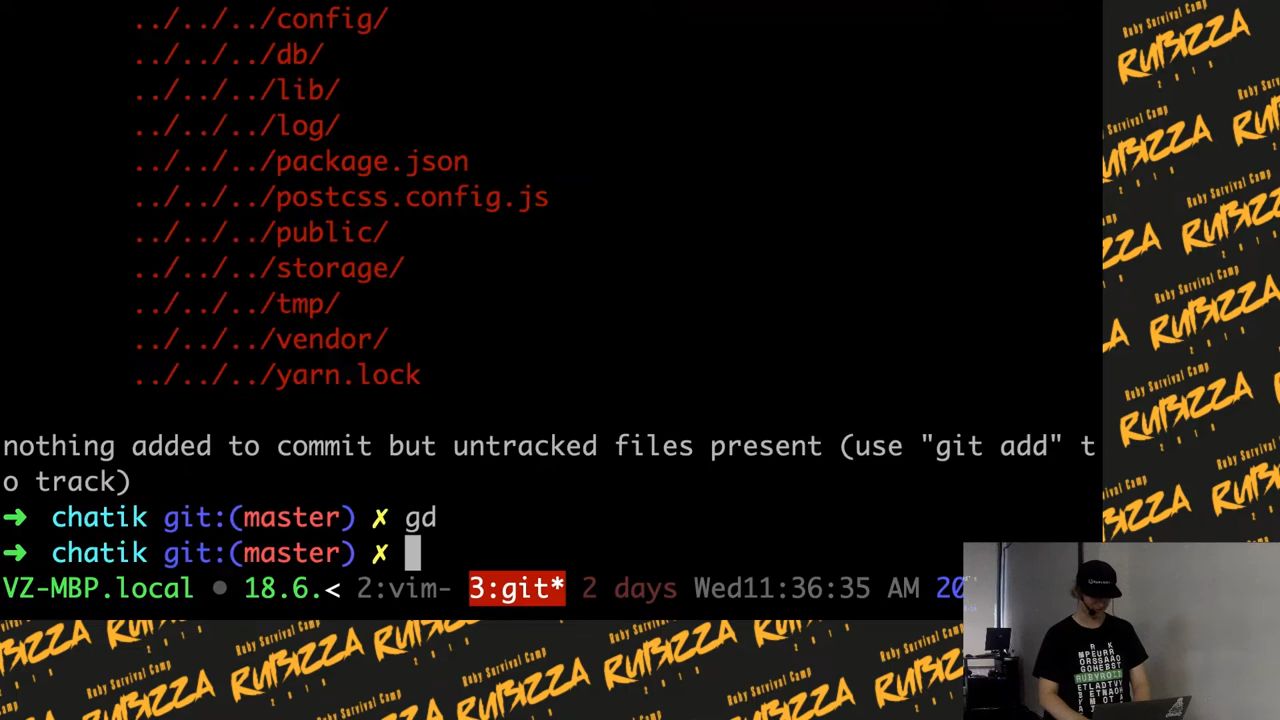 ../../../config/
../../../db/
../../../lib/
../../../log/
../../../package.json
../../../postcss.config.js
../../../public/
../../../storage/
../../../tmp/
../../../vendor/
../../../yarn.lock
nothing added to commit but untracked files present (use "git add" t
o track)
➜ chatik git:(master) ✗ gd
➜ chatik git:(master) ✗
VZ-MBP.local ● 18.6.< 2:vim- 3:git* 2 days Wed11:36:35 AM 20
Ruby Survival Camp
RUBIZZA
2019